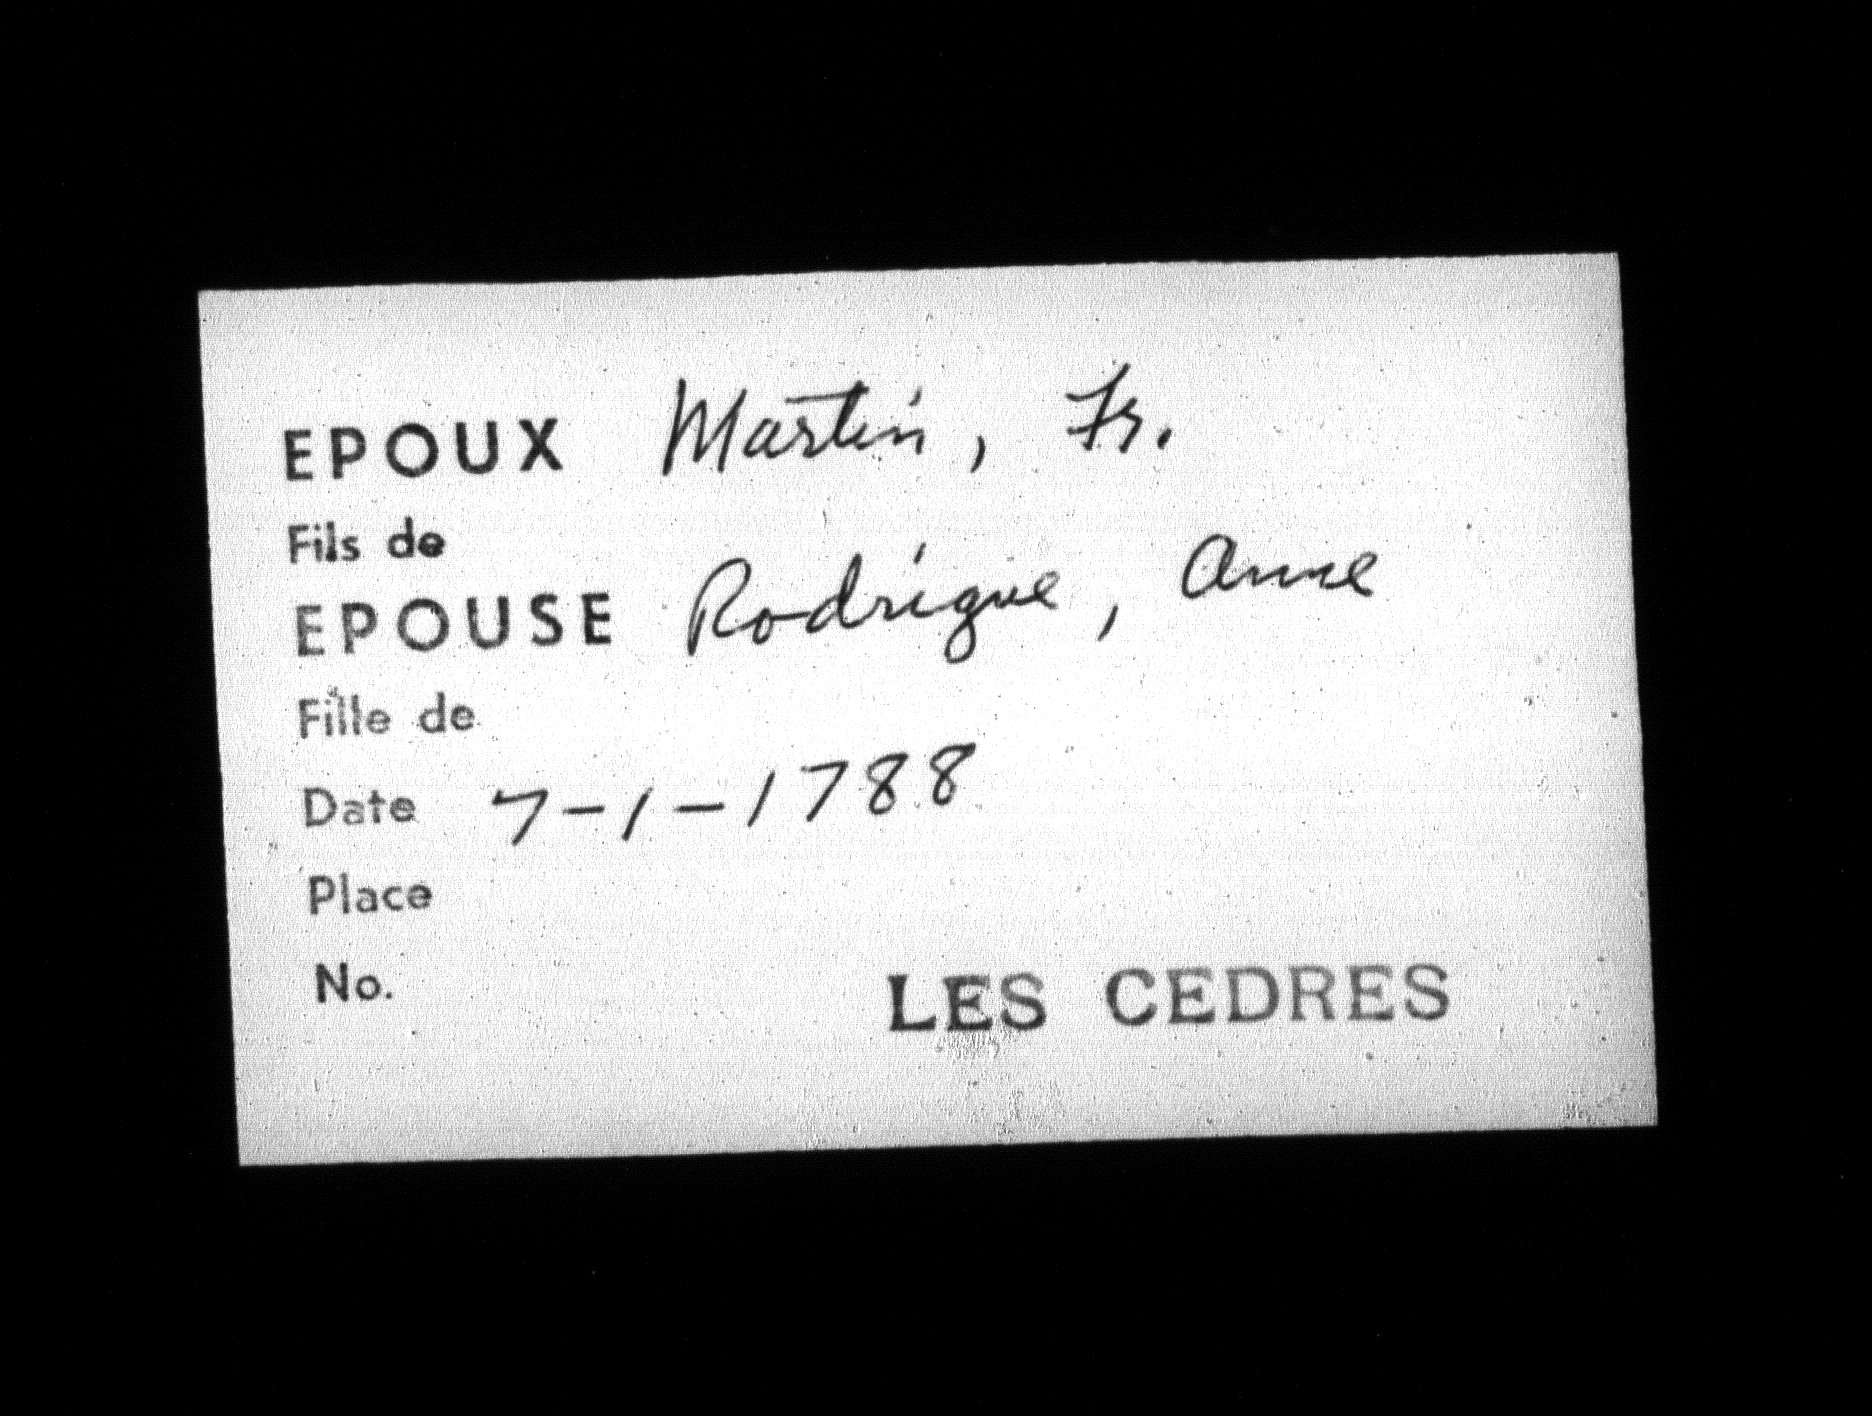 EPOUX Martin, Fr.
Fils de
EPOUSE Rodrigue, Anne
Fille de
Date 7-1-1788
Place
No.
LES CEDRES